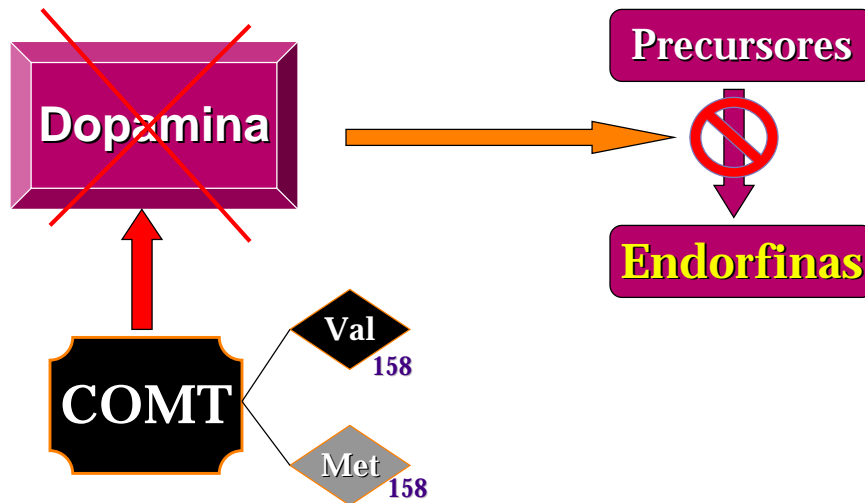 Precursores
Dopamina
Endorfinas
Val
158
COMT
Met
158